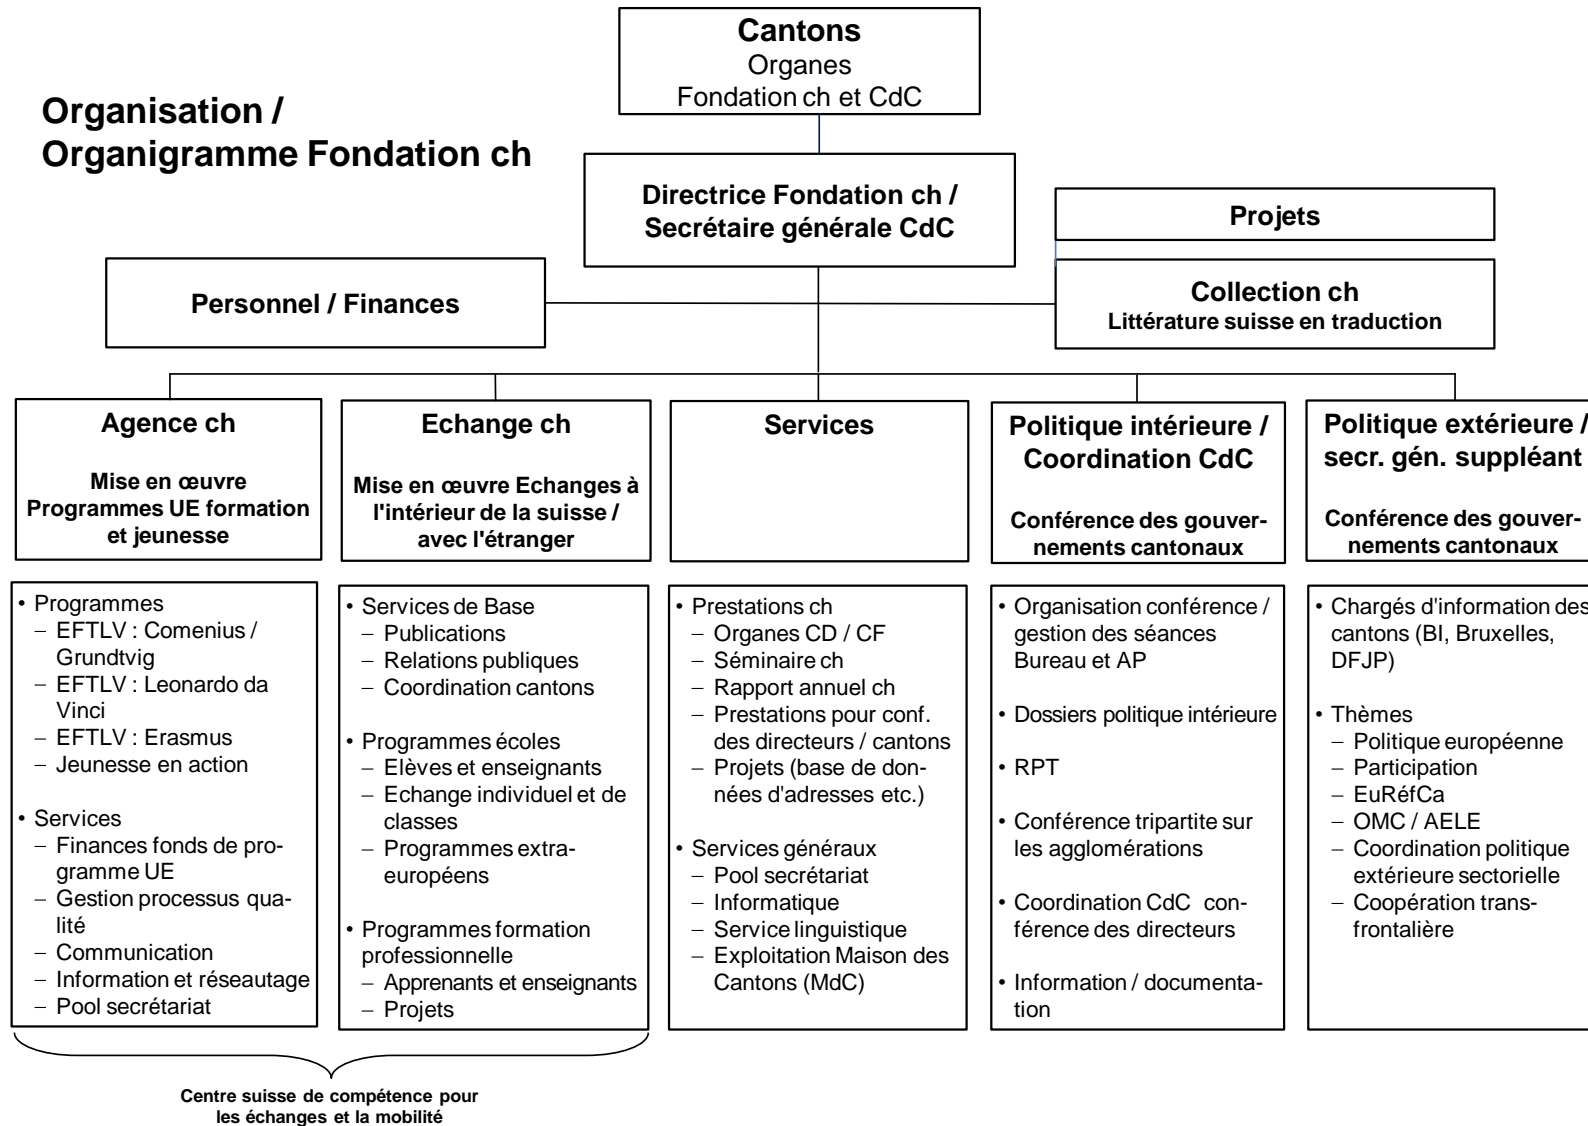 Cantons
Organes
Fondation ch et CdC
Organisation /
Organigramme Fondation ch
Directrice Fondation ch /
Secrétaire générale CdC
Projets
Personnel / Finances
Collection ch
Littérature suisse en traduction
Agence ch
Mise en œuvre
Programmes UE formation
et jeunesse
Echange ch
Mise en œuvre Echanges à
l'intérieur de la suisse /
avec l'étranger
Services
Politique intérieure /
Coordination CdC
Conférence des gouver-
nements cantonaux
Politique extérieure /
secr. gén. suppléant
Conférence des gouver-
nements cantonaux
• Programmes
– EFTLV : Comenius /
Grundtvig
– EFTLV : Leonardo da
Vinci
– EFTLV : Erasmus
– Jeunesse en action
• Services
– Finances fonds de pro-
gramme UE
– Gestion processus qua-
lité
– Communication
– Information et réseautage
– Pool secrétariat
• Services de Base
– Publications
– Relations publiques
– Coordination cantons
• Programmes écoles
– Elèves et enseignants
– Echange individuel et de
classes
– Programmes extra-
européens
• Programmes formation
professionnelle
– Apprenants et enseignants
– Projets
• Prestations ch
– Organes CD / CF
– Séminaire ch
– Rapport annuel ch
– Prestations pour conf.
des directeurs / cantons
– Projets (base de don-
nées d'adresses etc.)
• Services généraux
– Pool secrétariat
– Informatique
– Service linguistique
– Exploitation Maison des
Cantons (MdC)
• Organisation conférence /
gestion des séances
Bureau et AP
• Dossiers politique intérieure
• RPT
• Conférence tripartite sur
les agglomérations
• Coordination CdC con-
férence des directeurs
• Information / documenta-
tion
• Chargés d'information des
cantons (BI, Bruxelles,
DFJP)
• Thèmes
– Politique européenne
– Participation
– EuRéfCa
– OMC / AELE
– Coordination politique
extérieure sectorielle
– Coopération trans-
frontalière
Centre suisse de compétence pour
les échanges et la mobilité